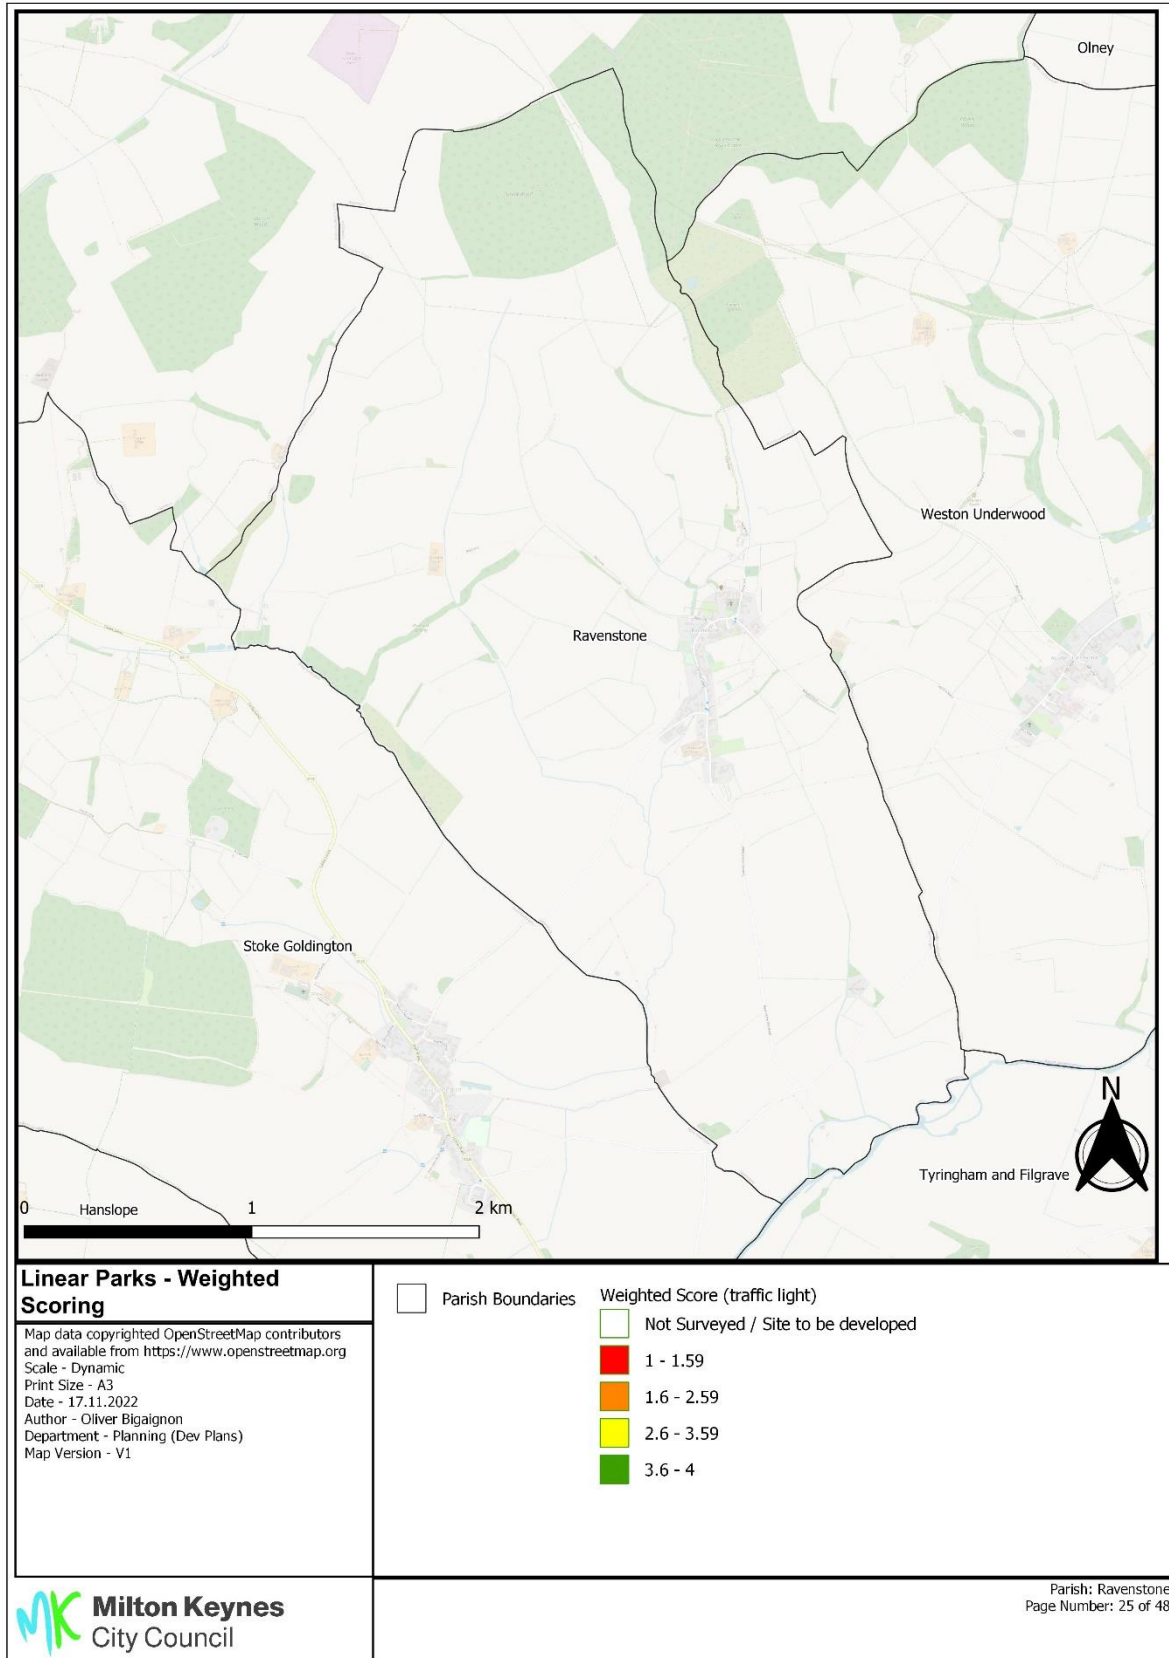 Olney
Weston Underwood
Ravenstone
Stoke Goldington
Tyringham and Filgrave
N
0
1
2 km
Hanslope
Linear Parks - Weighted
Scoring
Map data copyrighted OpenStreetMap contributors
and available from https://www.openstreetmap.org
Scale - Dynamic
Print Size - A3
Date - 17.11.2022
Author - Oliver Bigaignon
Department - Planning (Dev Plans)
Map Version - V1
Parish Boundaries
Weighted Score (traffic light)
Not Surveyed / Site to be developed
1 - 1.59
1.6 - 2.59
2.6 - 3.59
3.6 - 4
MK Milton Keynes
City Council
Parish: Ravenstone
Page Number: 25 of 48